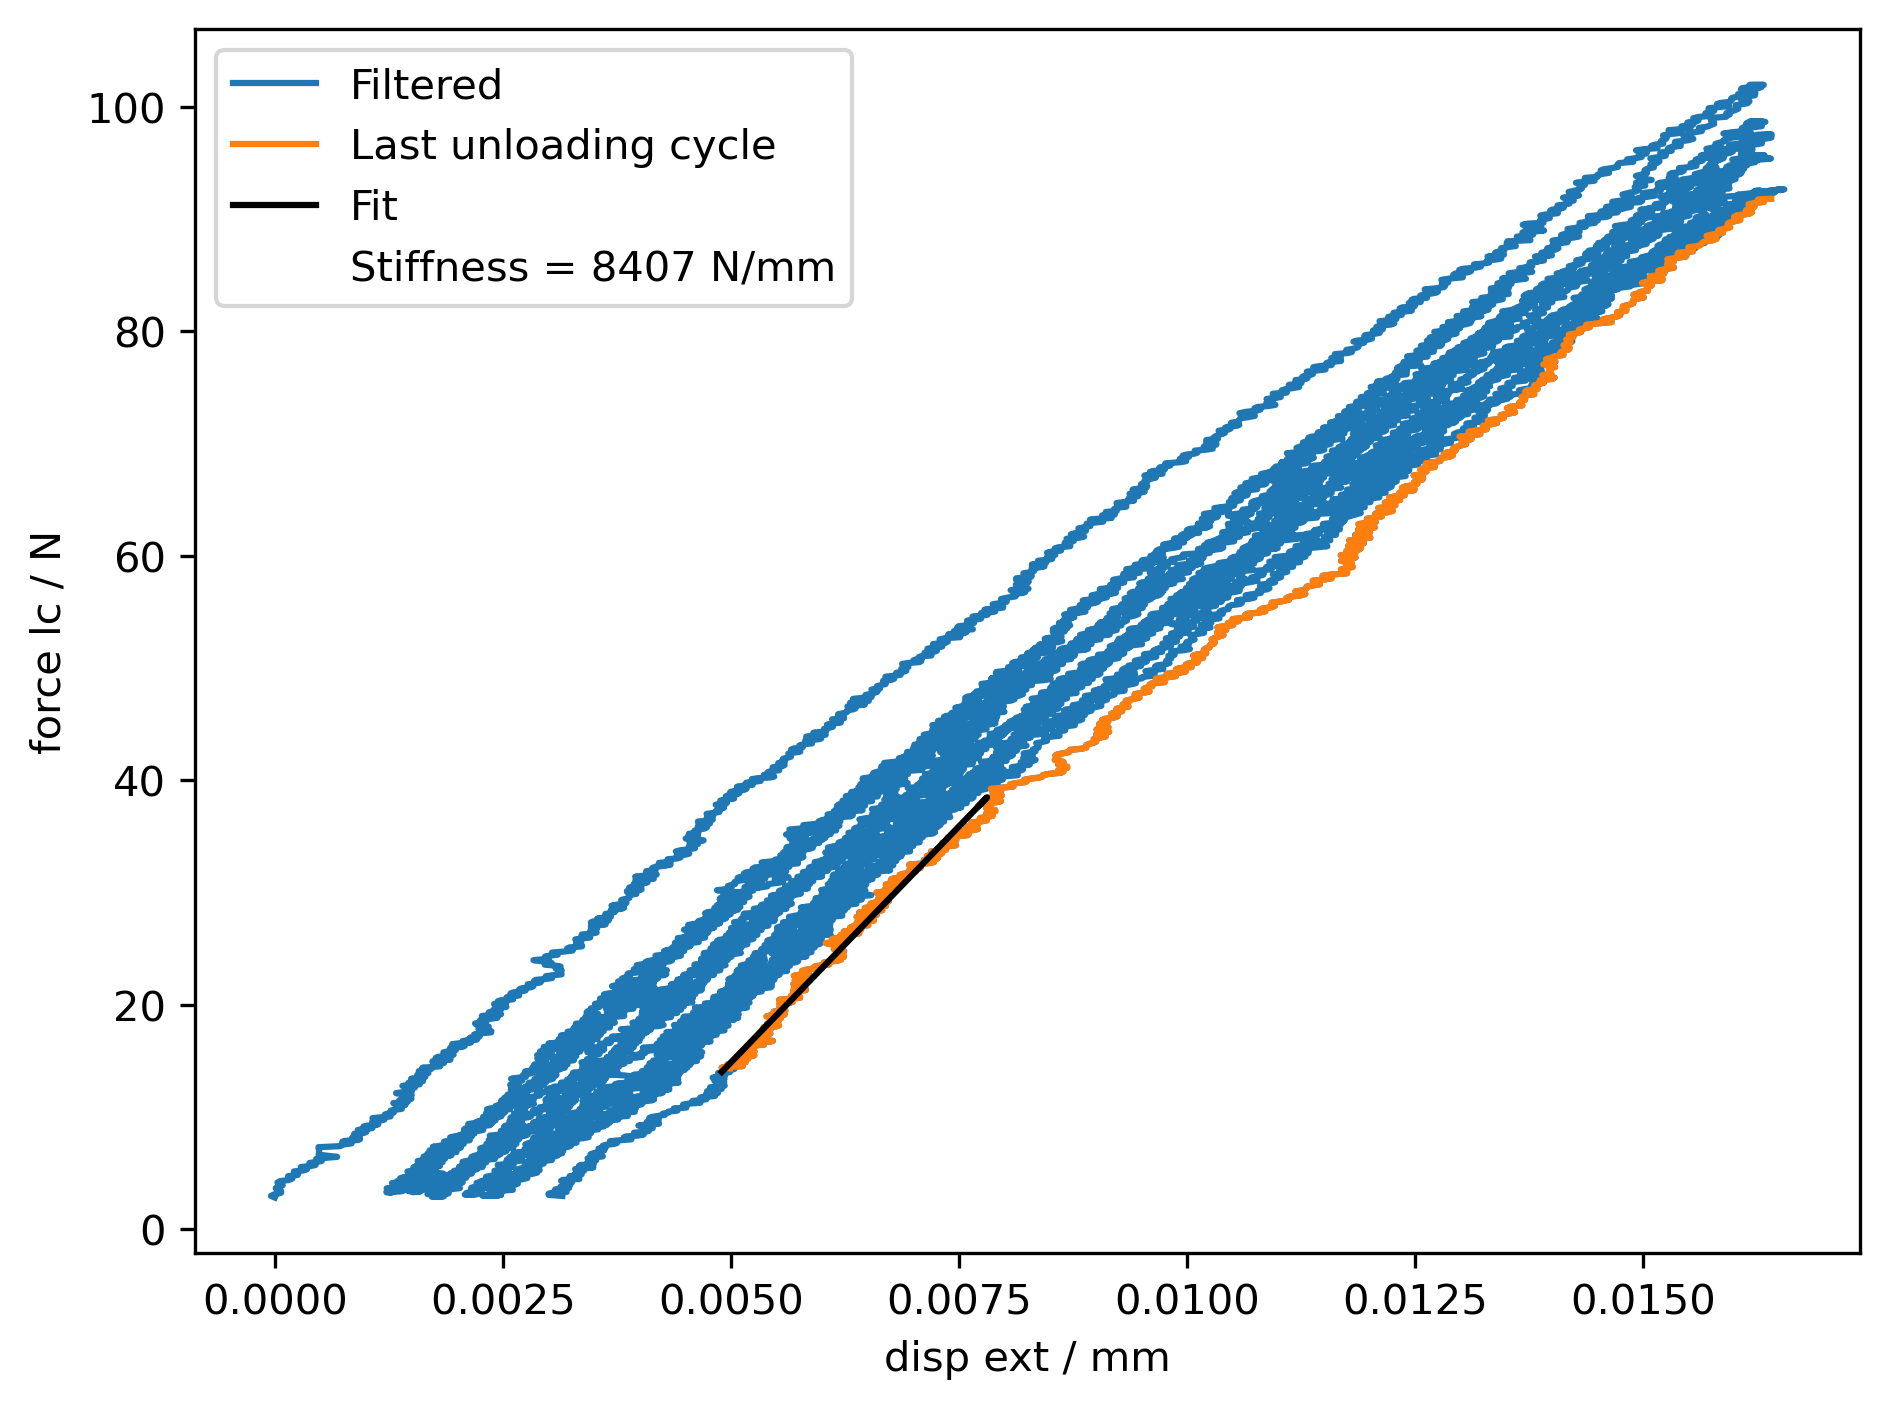 Filtered
Last unloading cycle
Fit
Stiffness = 8407 N/mm
100
80
60
40
20
0
force lc / N
0.0000 0.0025 0.0050 0.0075 0.0100 0.0125 0.0150
disp ext / mm